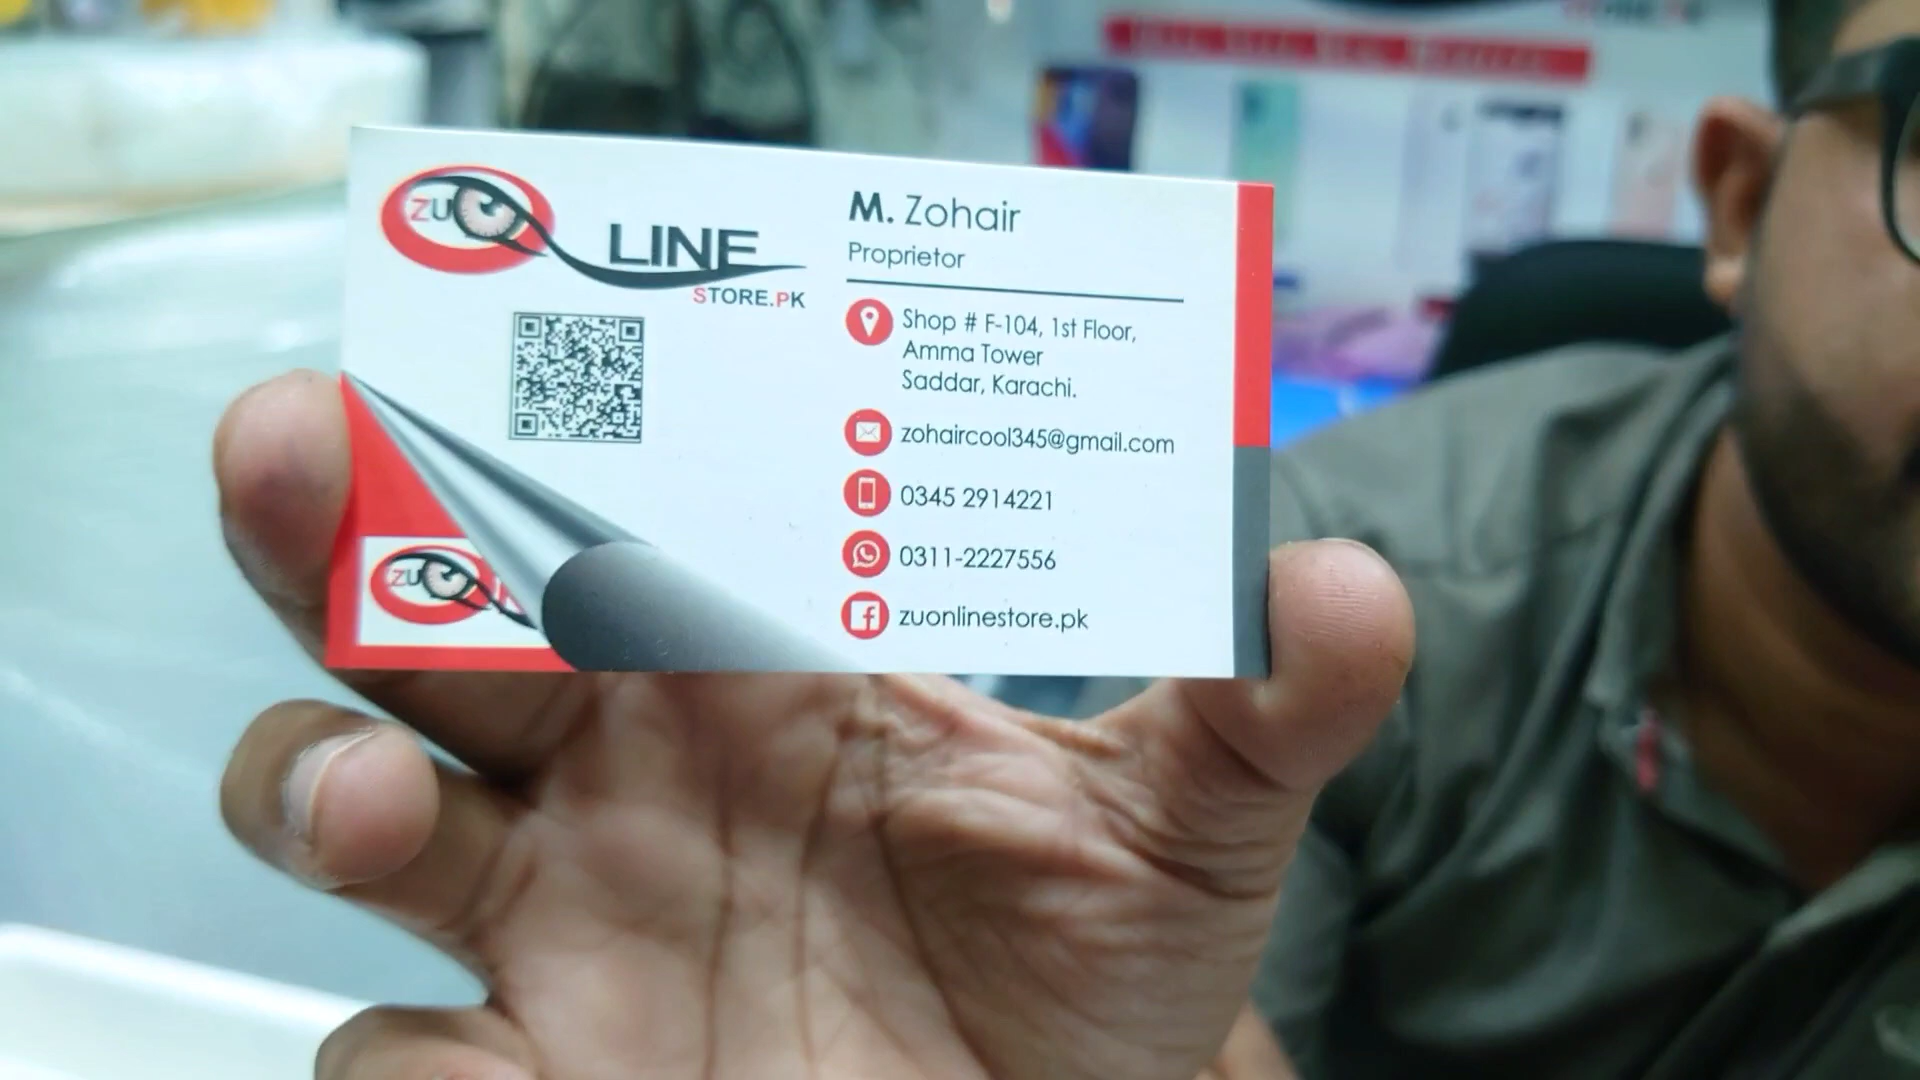 ZU
LINE
STORE.PK
M. Zohair
Proprietor
Shop # F-104, 1st Floor,
Amma Tower
Saddar, Karachi.
zohaircool345@gmail.com
0345 2914221
0311-2227556
zuonlinestore.pk
ZU